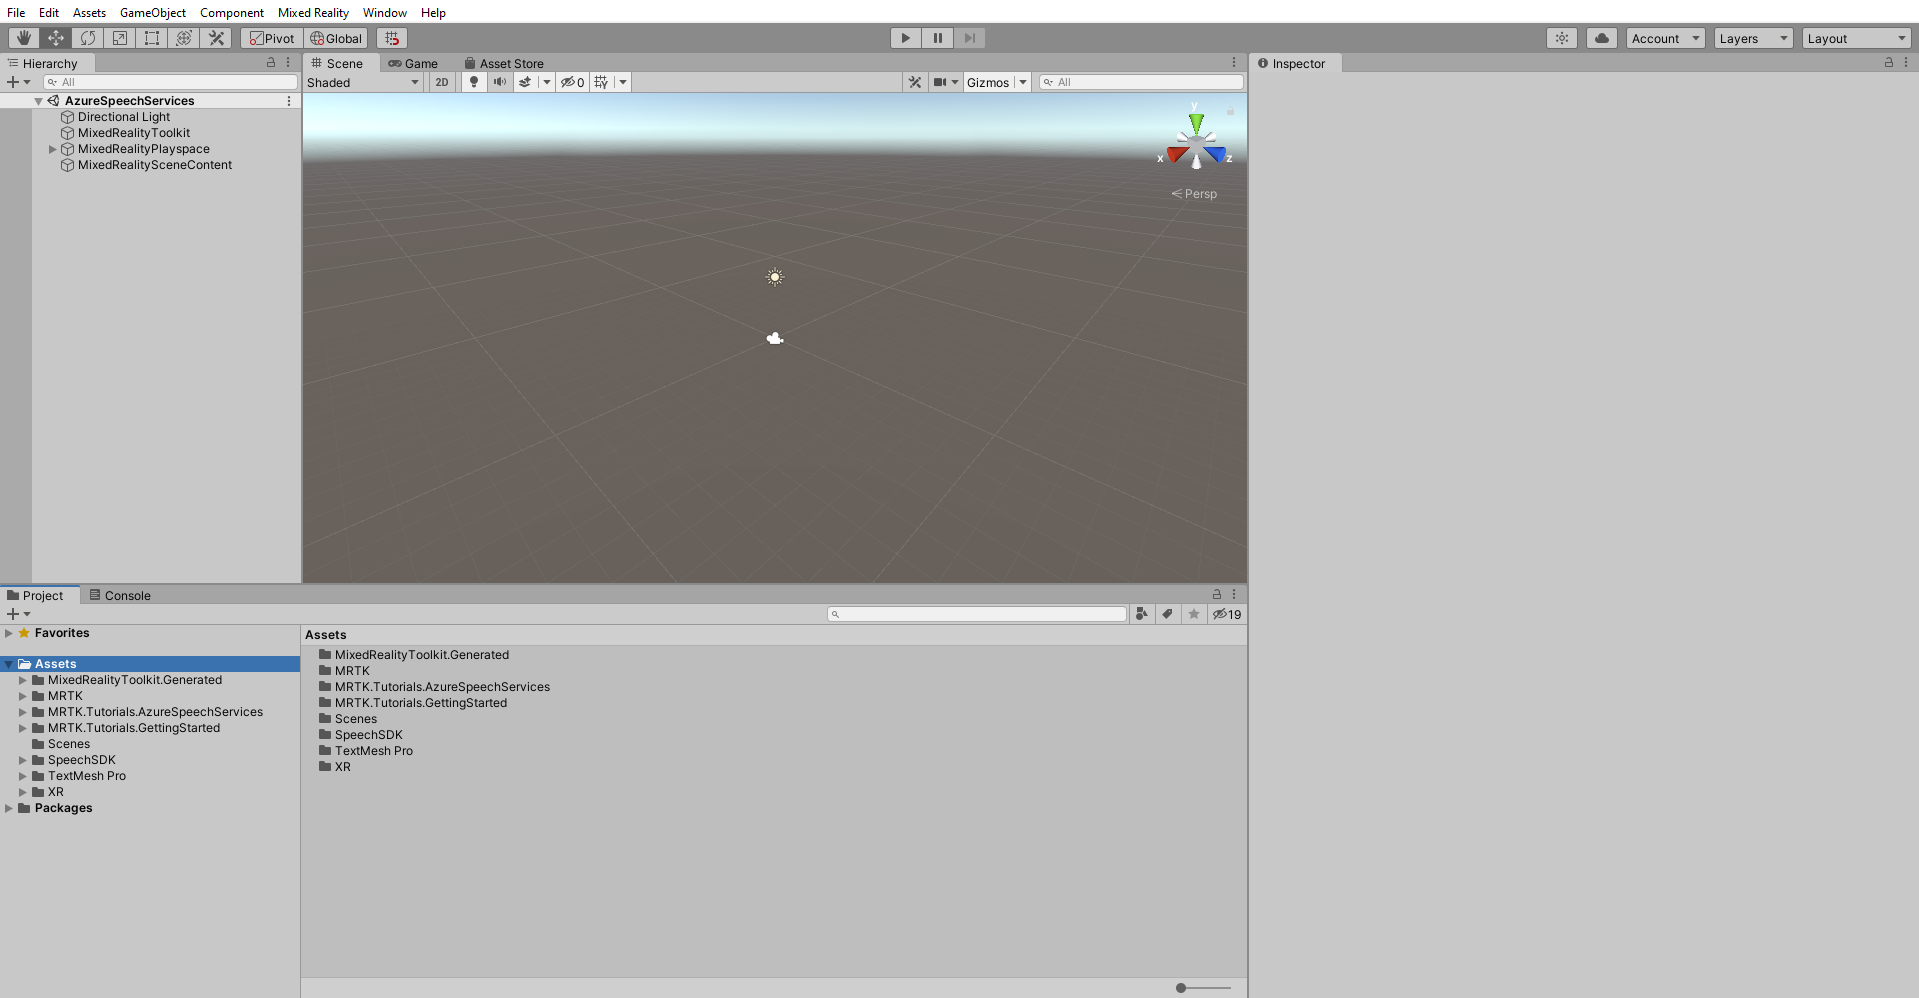 File Edit Assets GameObject Component Mixed Reality Window Help
Pivot Global Account Layers Layout
Hierarchy
All
AzureSpeechServices
Directional Light
MixedRealityToolkit
MixedRealityPlayspace
MixedRealitySceneContent
Scene Game Asset Store
Shaded 2D 0 Gizmos All
y
x z
Persp
Inspector
Project Console
19
Favorites
Assets
MixedRealityToolkit.Generated
MRTK
MRTK.Tutorials.AzureSpeechServices
MRTK.Tutorials.GettingStarted
Scenes
SpeechSDK
TextMesh Pro
XR
Packages
Assets
MixedRealityToolkit.Generated
MRTK
MRTK.Tutorials.AzureSpeechServices
MRTK.Tutorials.GettingStarted
Scenes
SpeechSDK
TextMesh Pro
XR